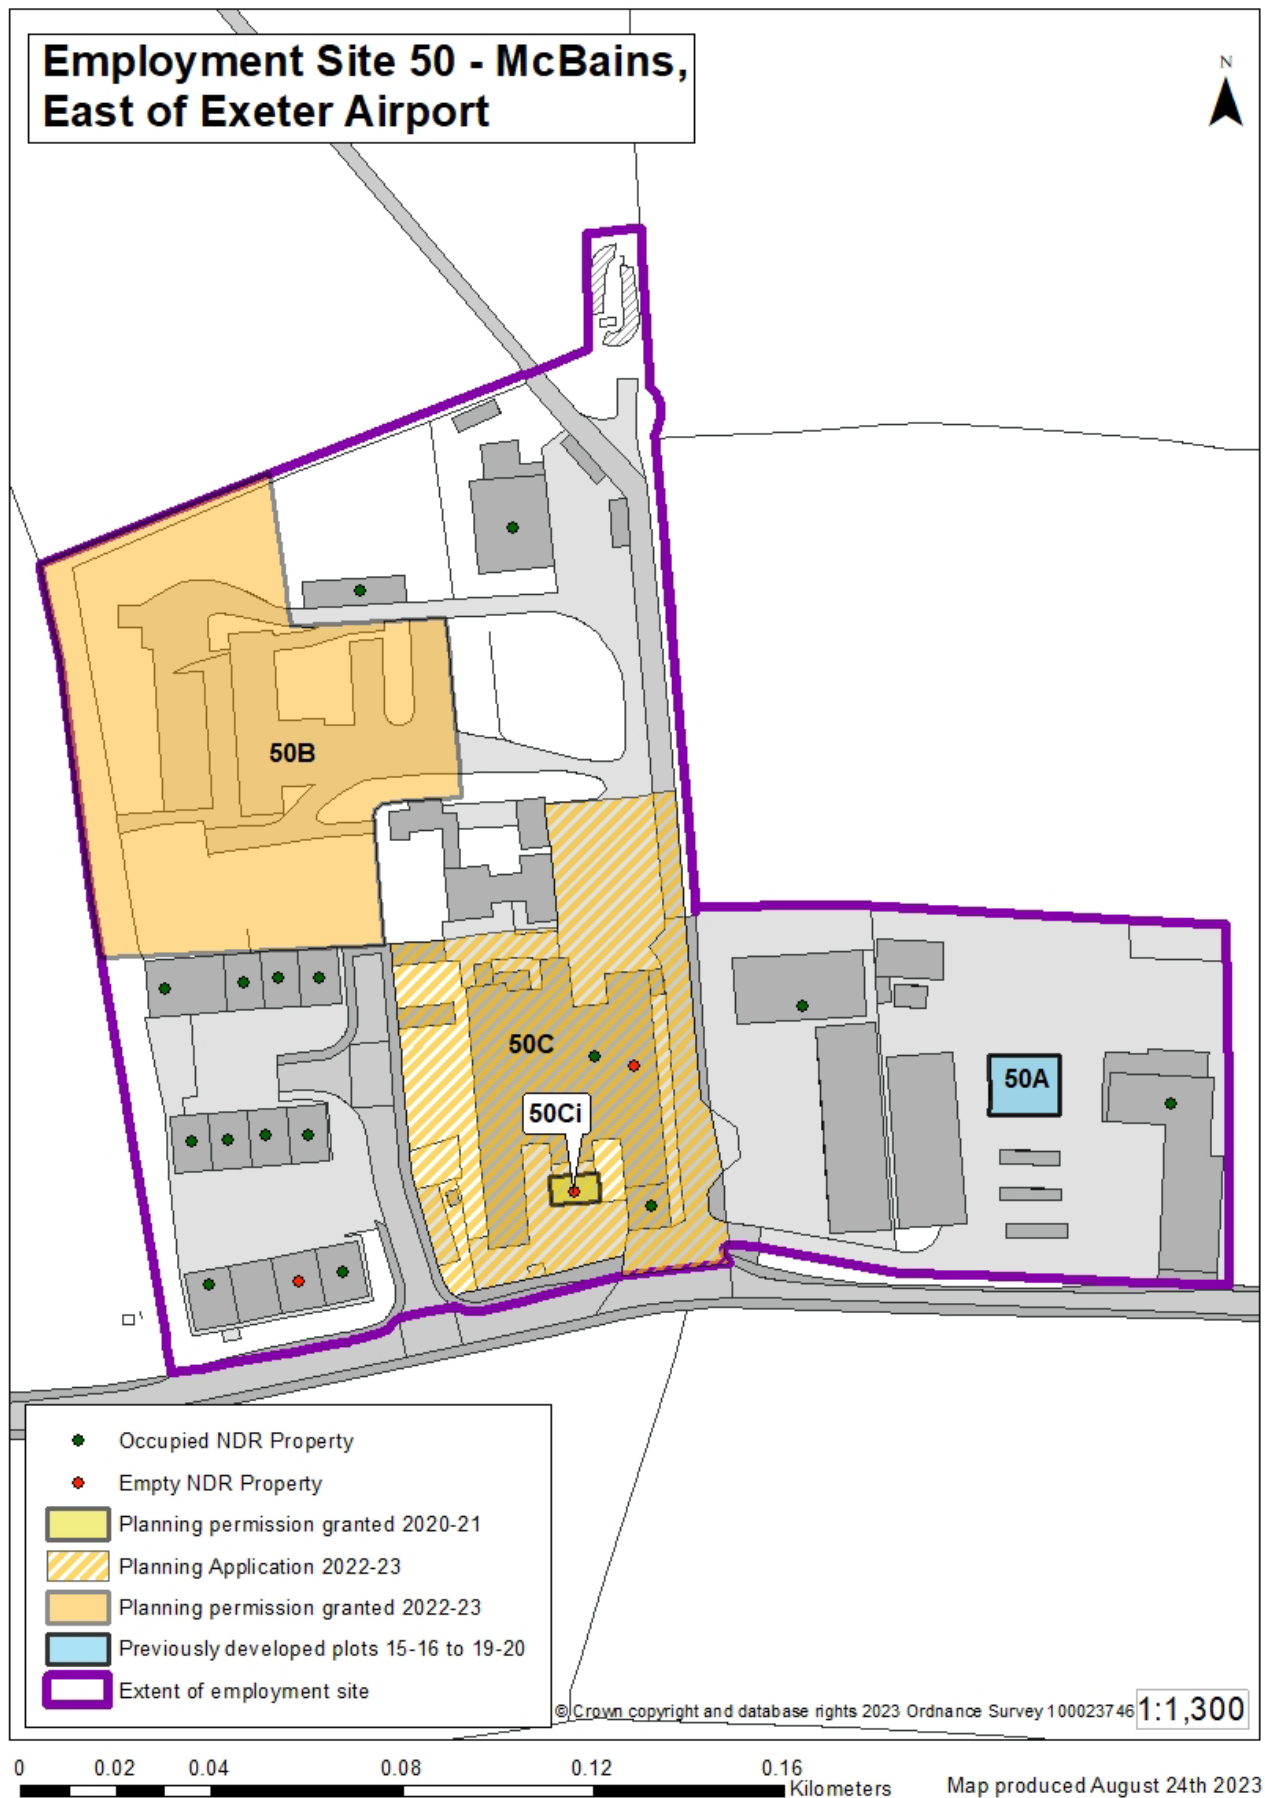 Employment Site 50 - McBains,
East of Exeter Airport
N
50B
50C
50Ci
50A
Occupied NDR Property
Empty NDR Property
Planning permission granted 2020-21
Planning Application 2022-23
Planning permission granted 2022-23
Previously developed plots 15-16 to 19-20
Extent of employment site
© Crown copyright and database rights 2023 Ordnance Survey 100023746
1:1,300
0 0.02 0.04 0.08 0.12 0.16
Kilometers
Map produced August 24th 2023